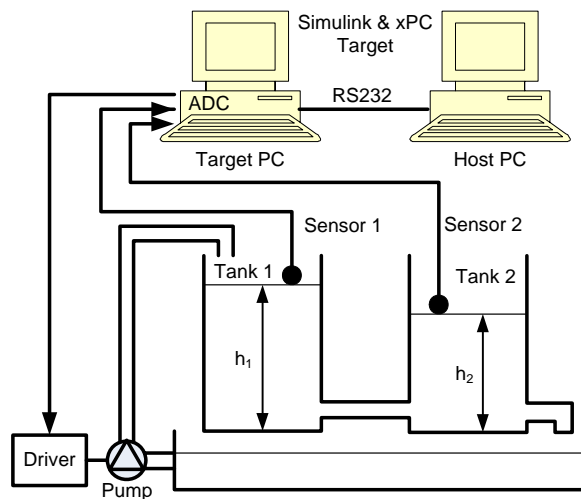 Simulink & xPC
Target
ADC
RS232
Target PC
Host PC
Sensor 1
Sensor 2
Tank 1
Tank 2
h1
h2
Driver
Pump